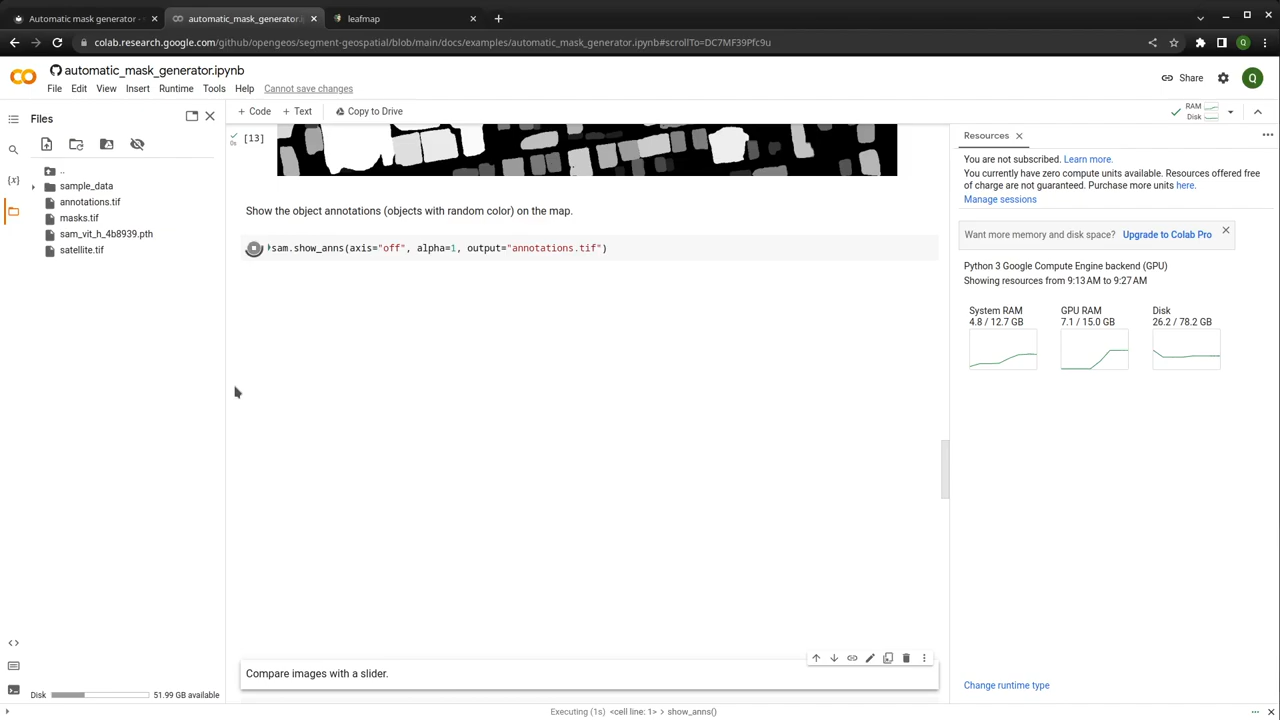 Automatic mask generator -
automatic_mask_generator.i
leafmap
colab.research.google.com/github/opengeos/segment-geospatial/blob/main/docs/examples/automatic_mask_generator.ipynb#scrollTo=DC7MF39Pfc9u
Q
automatic_mask_generator.ipynb
File Edit View Insert Runtime Tools Help Cannot save changes
Share
Q
Files
+ Code + Text Copy to Drive
RAM
Disk
..
sample_data
annotations.tif
masks.tif
sam_vit_h_4b8939.pth
satellite.tif
{x}
[13]
0s
Show the object annotations (objects with random color) on the map.
sam.show_anns(axis="off", alpha=1, output="annotations.tif")
Compare images with a slider.
Resources
You are not subscribed. Learn more.
You currently have zero compute units available. Resources offered free
of charge are not guaranteed. Purchase more units here.
Manage sessions
Want more memory and disk space? Upgrade to Colab Pro
Python 3 Google Compute Engine backend (GPU)
Showing resources from 9:13 AM to 9:27 AM
System RAM
4.8 / 12.7 GB
GPU RAM
7.1 / 15.0 GB
Disk
26.2 / 78.2 GB
Change runtime type
Disk 51.99 GB available
Executing (1s) <cell line: 1> > show_anns()